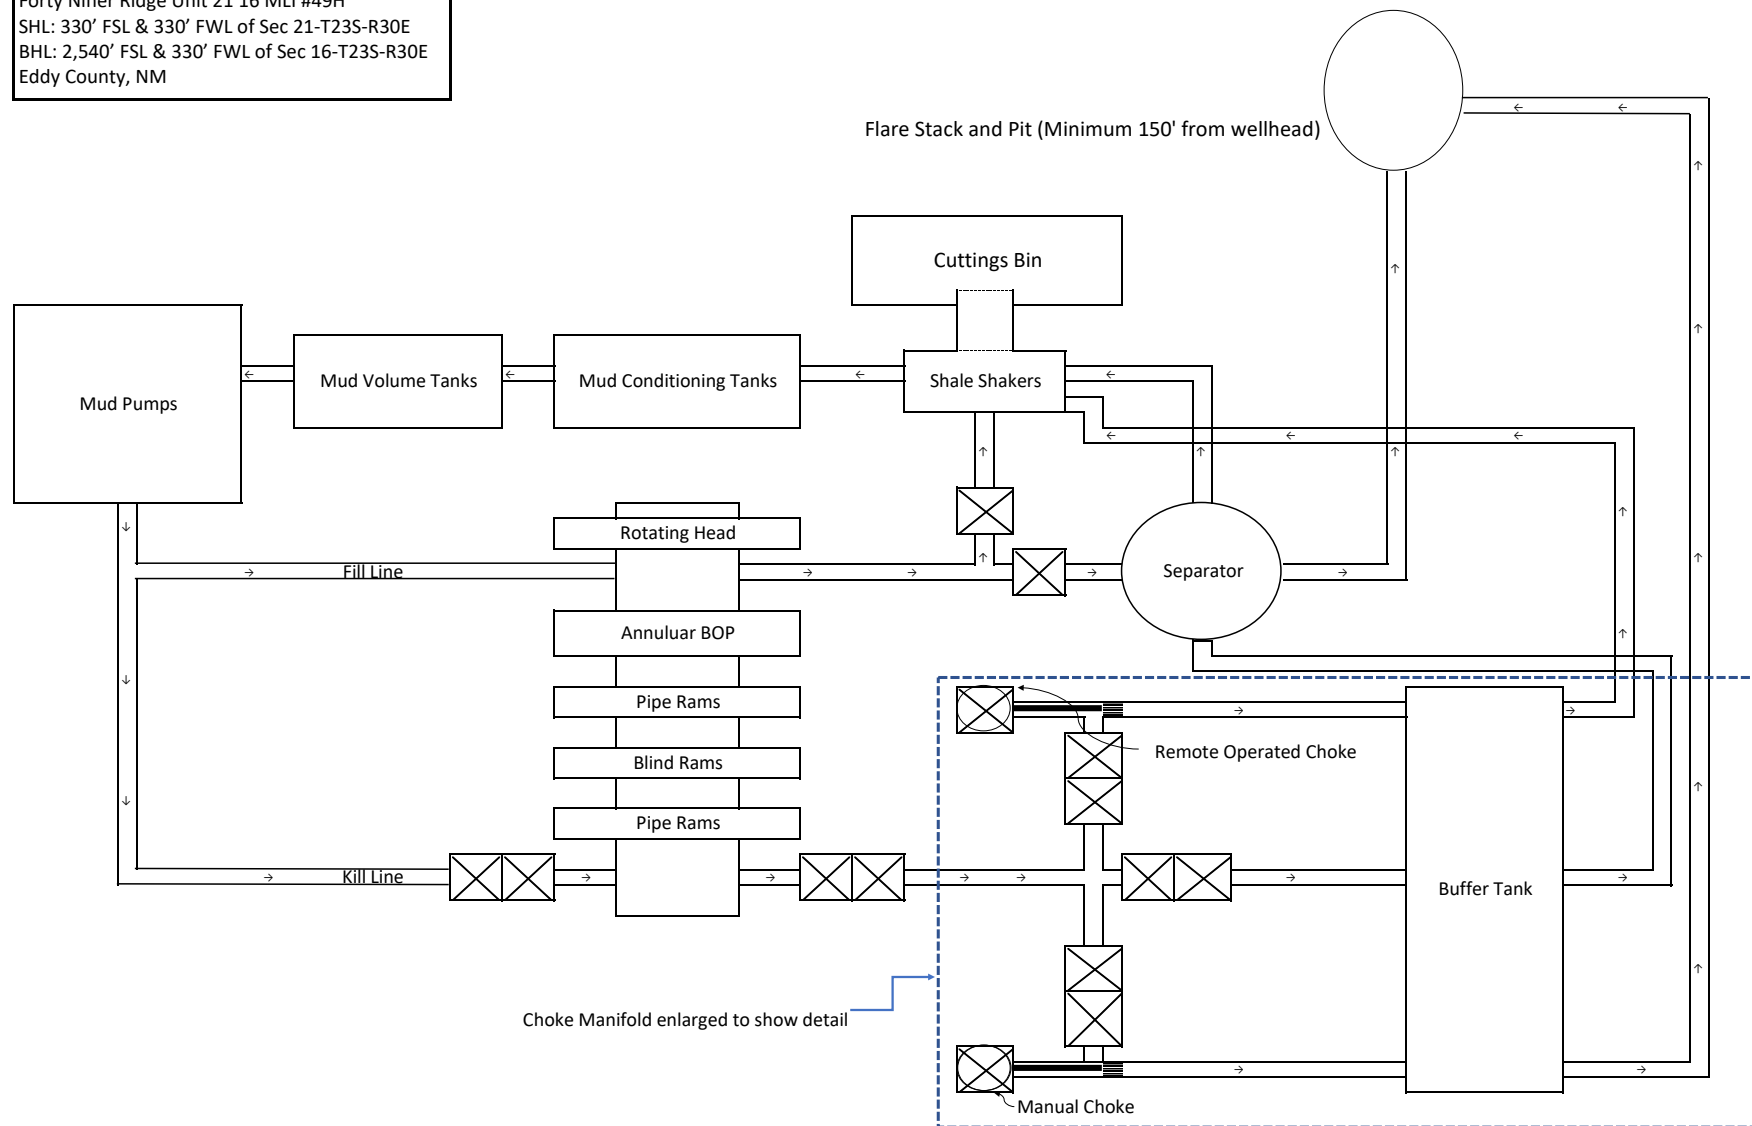 Forty Niner Ridge Unit 21 16 MLI #49H
SHL: 330’ FSL & 330’ FWL of Sec 21-T23S-R30E
BHL: 2,540’ FSL & 330’ FWL of Sec 16-T23S-R30E
Eddy County, NM
Flare Stack and Pit (Minimum 150' from wellhead)
Cuttings Bin
Mud Pumps
Mud Volume Tanks
Mud Conditioning Tanks
Shale Shakers
Rotating Head
Fill Line
Separator
Annuluar BOP
Pipe Rams
Blind Rams
Pipe Rams
Remote Operated Choke
Kill Line
Buffer Tank
Choke Manifold enlarged to show detail
Manual Choke